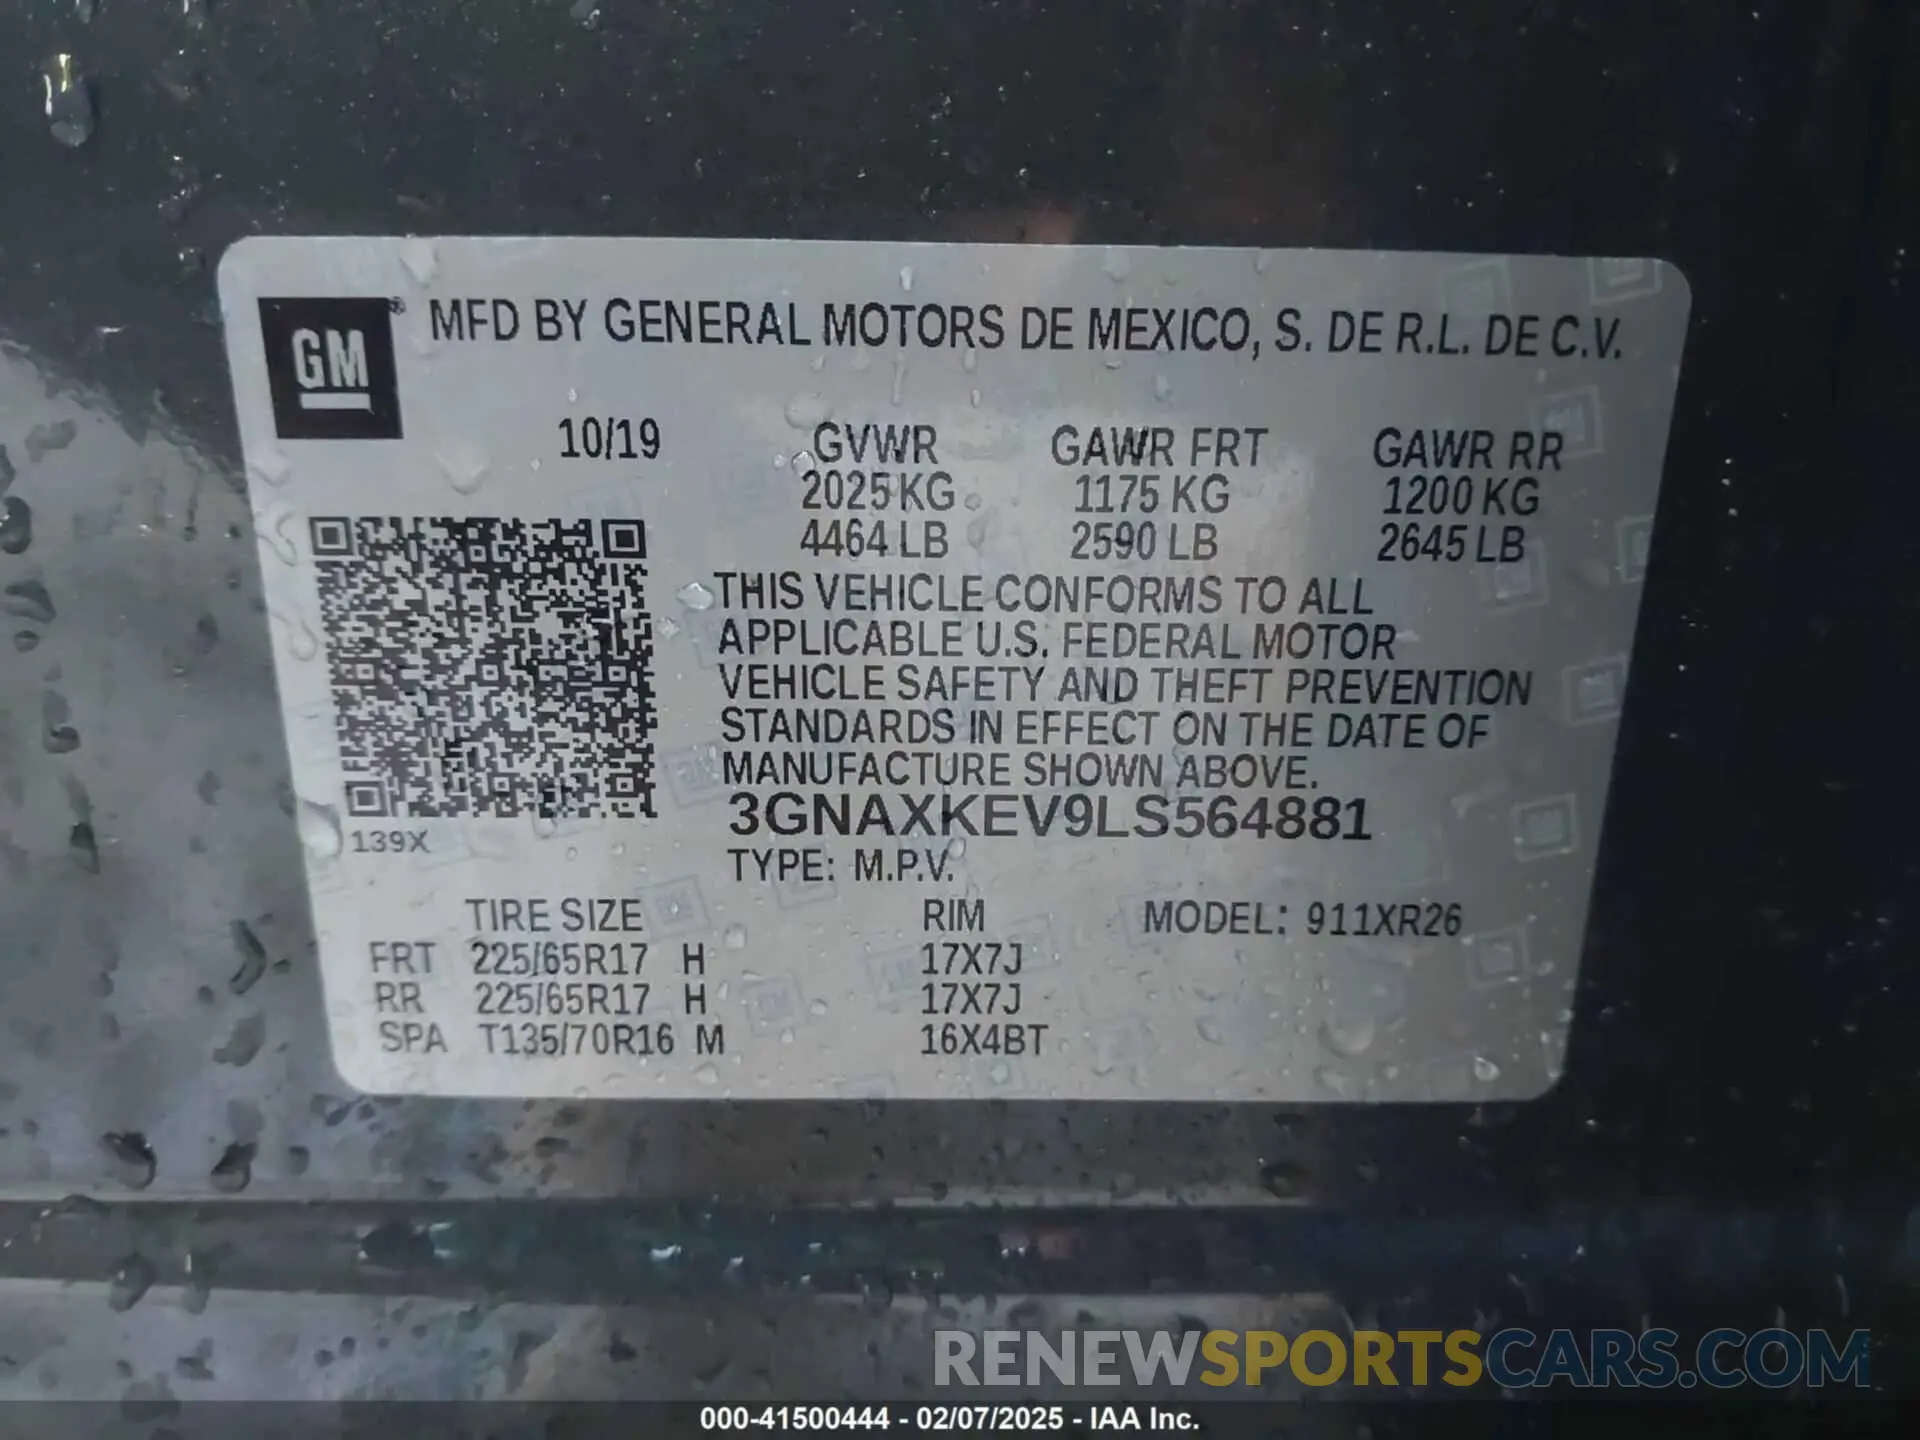 GM ® MFD BY GENERAL MOTORS DE MEXICO, S. DE R.L. DE C.V.
10/19 GVWR GAWR FRT GAWR RR
2025 KG 1175 KG 1200 KG
4464 LB 2590 LB 2645 LB
THIS VEHICLE CONFORMS TO ALL
APPLICABLE U.S. FEDERAL MOTOR
VEHICLE SAFETY AND THEFT PREVENTION
STANDARDS IN EFFECT ON THE DATE OF
MANUFACTURE SHOWN ABOVE.
3GNAXKEV9LS564881
139X
TYPE: M.P.V.
TIRE SIZE RIM MODEL: 911XR26
FRT 225/65R17 H 17X7J
RR 225/65R17 H 17X7J
SPA T135/70R16 M 16X4BT
RENEWSPORTSCARS.COM
000-41500444 - 02/07/2025 - IAA Inc.